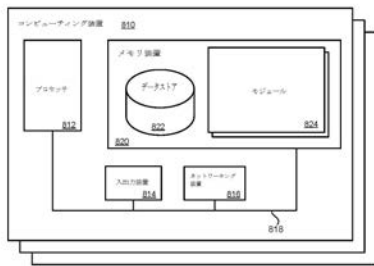 コンピューティング装置 810
メモリ装置
プロセッサ
812
データストア
822
モジュール
824
820
入出力装置
814
ネットワーキング
装置
816
818